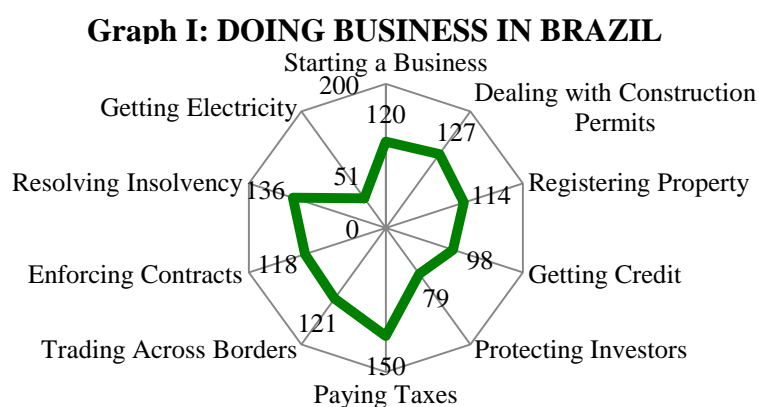 Graph I: DOING BUSINESS IN BRAZIL
Starting a Business
200
Getting Electricity
120
Dealing with Construction
Permits
127
51
Resolving Insolvency
136
114
Registering Property
0
Enforcing Contracts
118
98
Getting Credit
79
121
Trading Across Borders
Protecting Investors
150
Paying Taxes